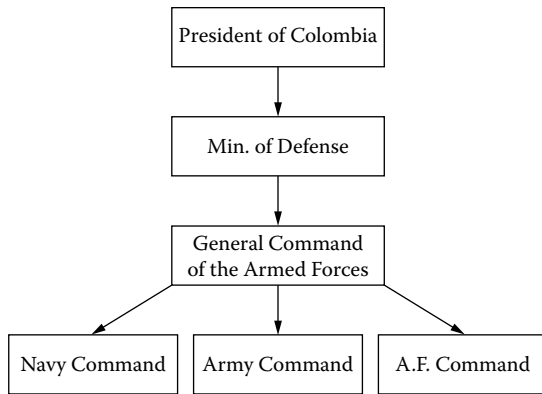 President of Colombia
Min. of Defense
General Command
of the Armed Forces
Navy Command
Army Command
A.F. Command